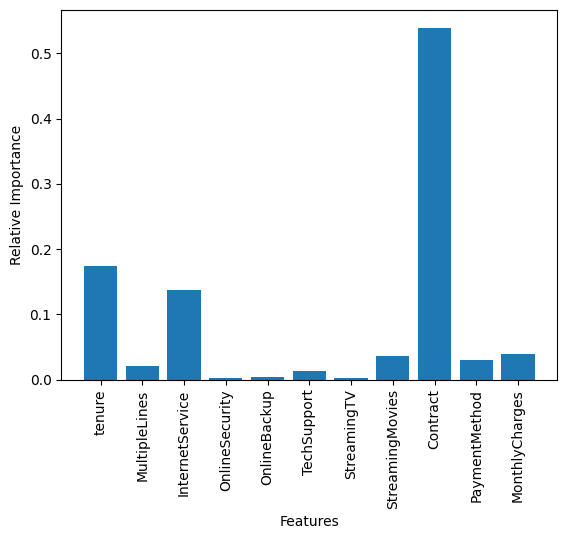 Relative Importance
0.5
0.4
0.3
0.2
0.1
0.0
tenure
MultipleLines
InternetService
OnlineSecurity
OnlineBackup
TechSupport
StreamingTV
StreamingMovies
Contract
PaymentMethod
MonthlyCharges
Features